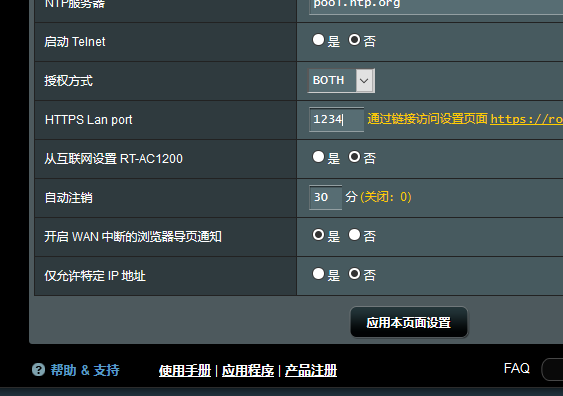 NTP服务器 pool.ntp.org
启动 Telnet 是 否
授权方式 BOTH
HTTPS Lan port 1234 通过链接访问设置页面 https://ro
从互联网设置 RT-AC1200 是 否
自动注销 30 分 (关闭: 0)
开启 WAN 中断的浏览器导页通知 是 否
仅允许特定 IP 地址 是 否
应用本页面设置
? 帮助 & 支持 使用手册 | 应用程序 | 产品注册 FAQ